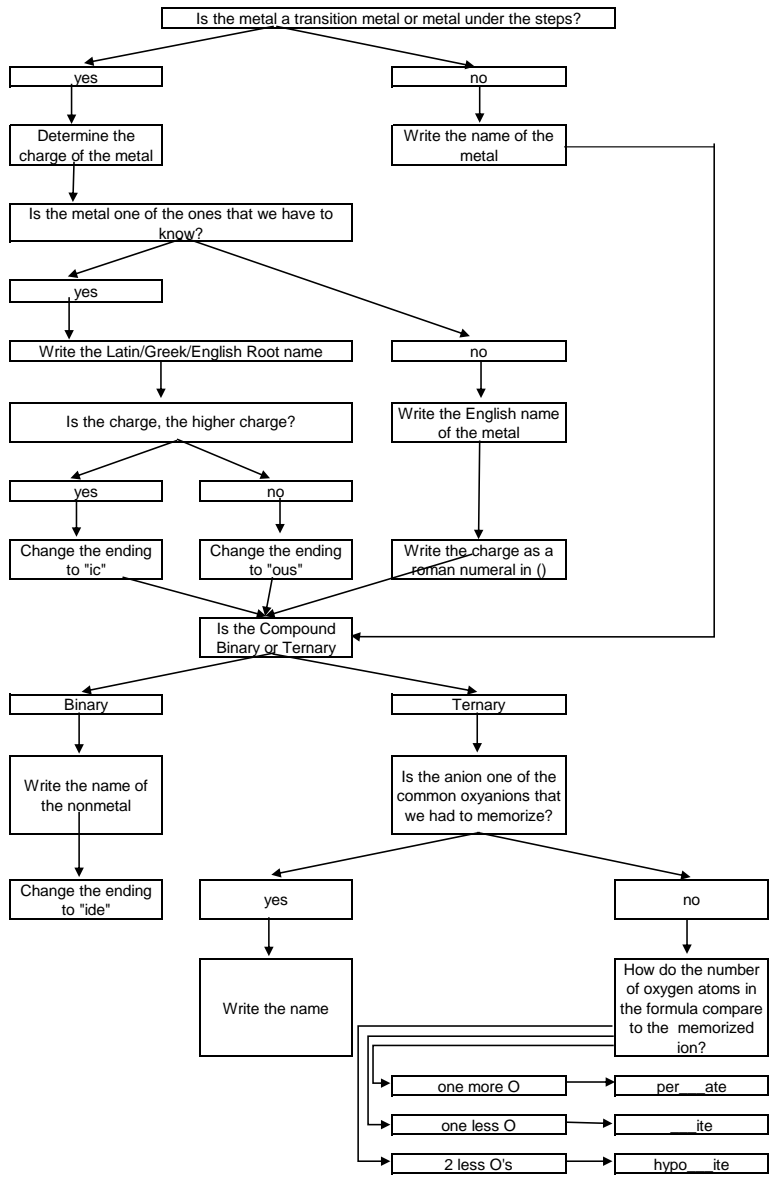 Is the metal a transition metal or metal under the steps?
yes
no
Determine the
charge of the metal
Write the name of the
metal
Is the metal one of the ones that we have to
know?
yes
Write the Latin/Greek/English Root name
no
Is the charge, the higher charge?
Write the English name
of the metal
yes
no
Change the ending
to "ic"
Change the ending
to "ous"
Write the charge as a
roman numeral in ()
Is the Compound
Binary or Ternary
Binary
Ternary
Write the name of
the nonmetal
Is the anion one of the
common oxyanions that
we had to memorize?
Change the ending
to "ide"
yes
no
Write the name
How do the number
of oxygen atoms in
the formula compare
to the memorized
ion?
one more O
per___ate
one less O
___ite
2 less O's
hypo___ite